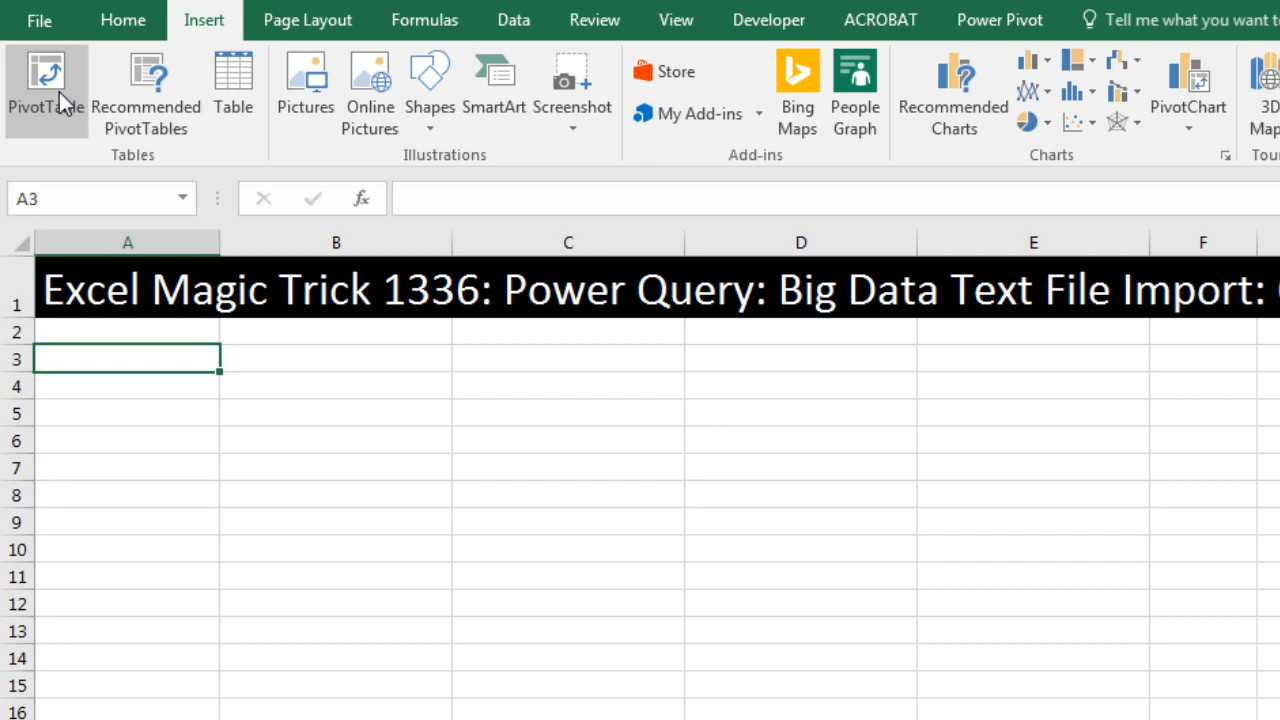 File Home Insert Page Layout Formulas Data Review View Developer ACROBAT Power Pivot Tell me what you want
PivotTable Recommended PivotTables Table Pictures Online Pictures Shapes SmartArt Screenshot Store My Add-ins Bing Maps People Graph Recommended Charts PivotChart 3D
Tables Illustrations Add-ins Charts
A3 fx
A B C D E F
1 Excel Magic Trick 1336: Power Query: Big Data Text File Import:
2
3
4
5
6
7
8
9
10
11
12
13
14
15
16